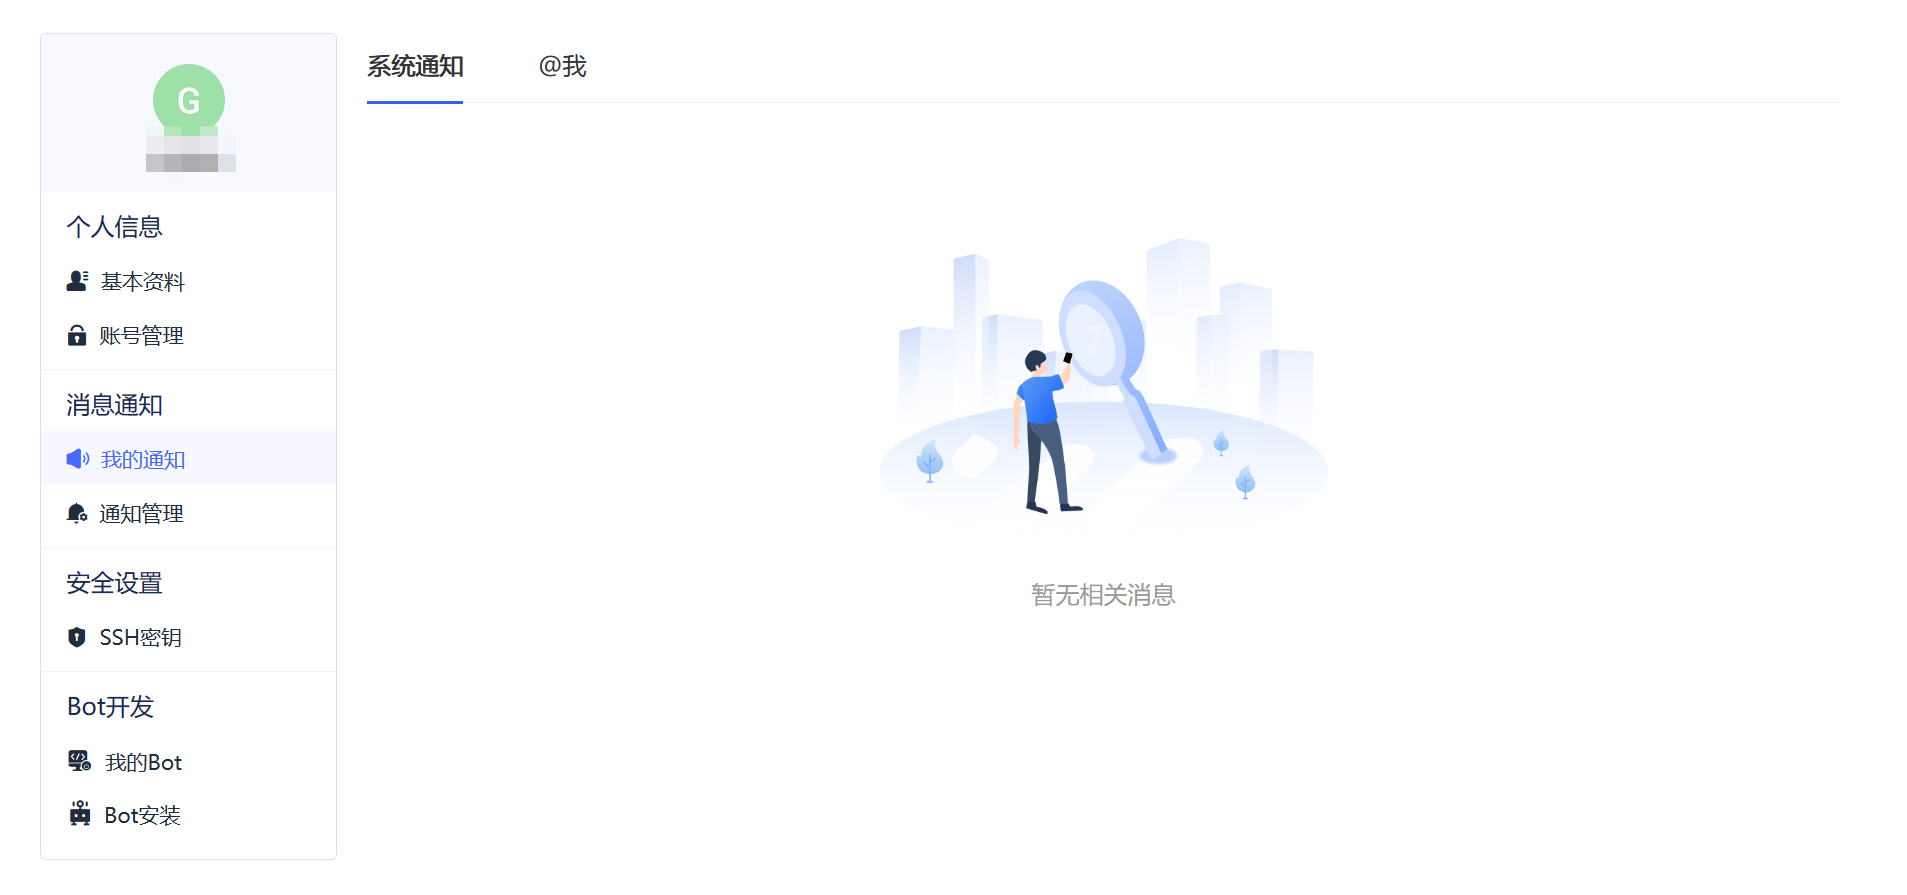 G
个人信息
基本资料
账号管理
消息通知
我的通知
通知管理
安全设置
SSH密钥
Bot开发
我的Bot
Bot安装
系统通知
@我
?
暂无相关消息